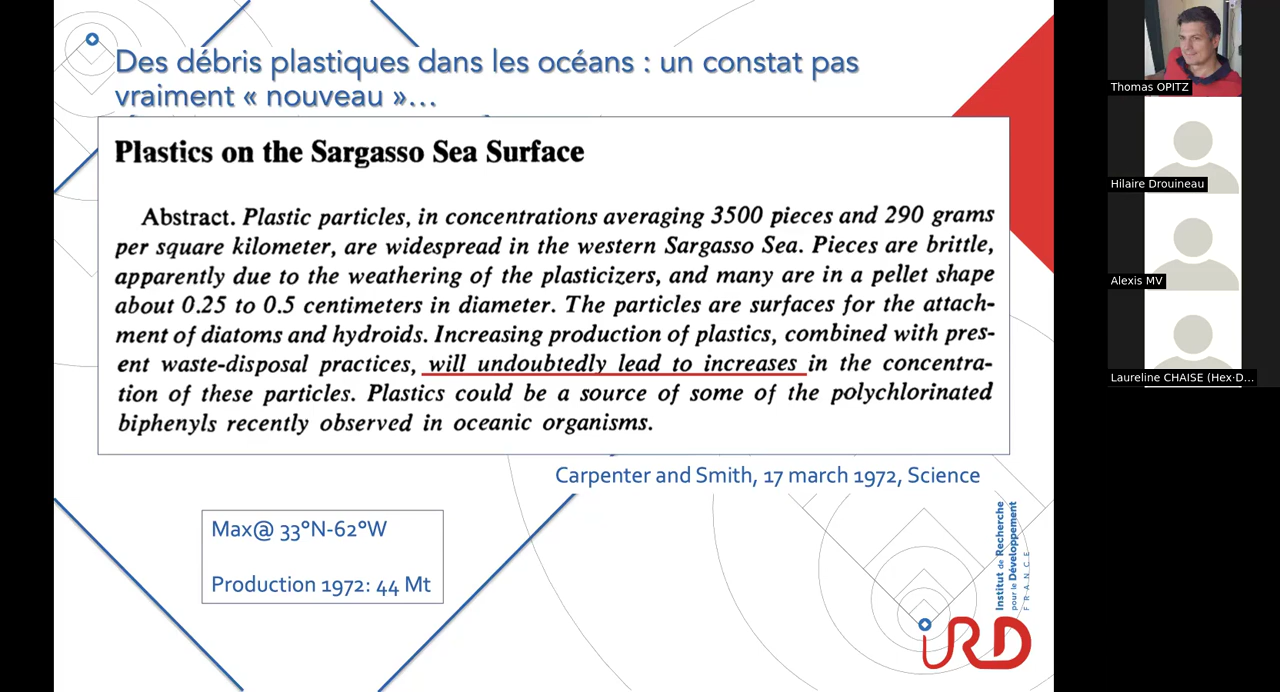 Des débris plastiques dans les océans : un constat pas
vraiment « nouveau »...
Plastics on the Sargasso Sea Surface
Abstract. Plastic particles, in concentrations averaging 3500 pieces and 290 grams
per square kilometer, are widespread in the western Sargasso Sea. Pieces are brittle,
apparently due to the weathering of the plasticizers, and many are in a pellet shape
about 0.25 to 0.5 centimeters in diameter. The particles are surfaces for the attach-
ment of diatoms and hydroids. Increasing production of plastics, combined with pres-
ent waste-disposal practices, will undoubtedly lead to increases in the concentra-
tion of these particles. Plastics could be a source of some of the polychlorinated
biphenyls recently observed in oceanic organisms.
Carpenter and Smith, 17 march 1972, Science
Max@ 33°N-62°W
Production 1972: 44 Mt
Institut de Recherche
pour le Développement
FRANCE
IRD
Thomas OPITZ
Hilaire Drouineau
Alexis MV
Laureline CHAISE (Hex·D...